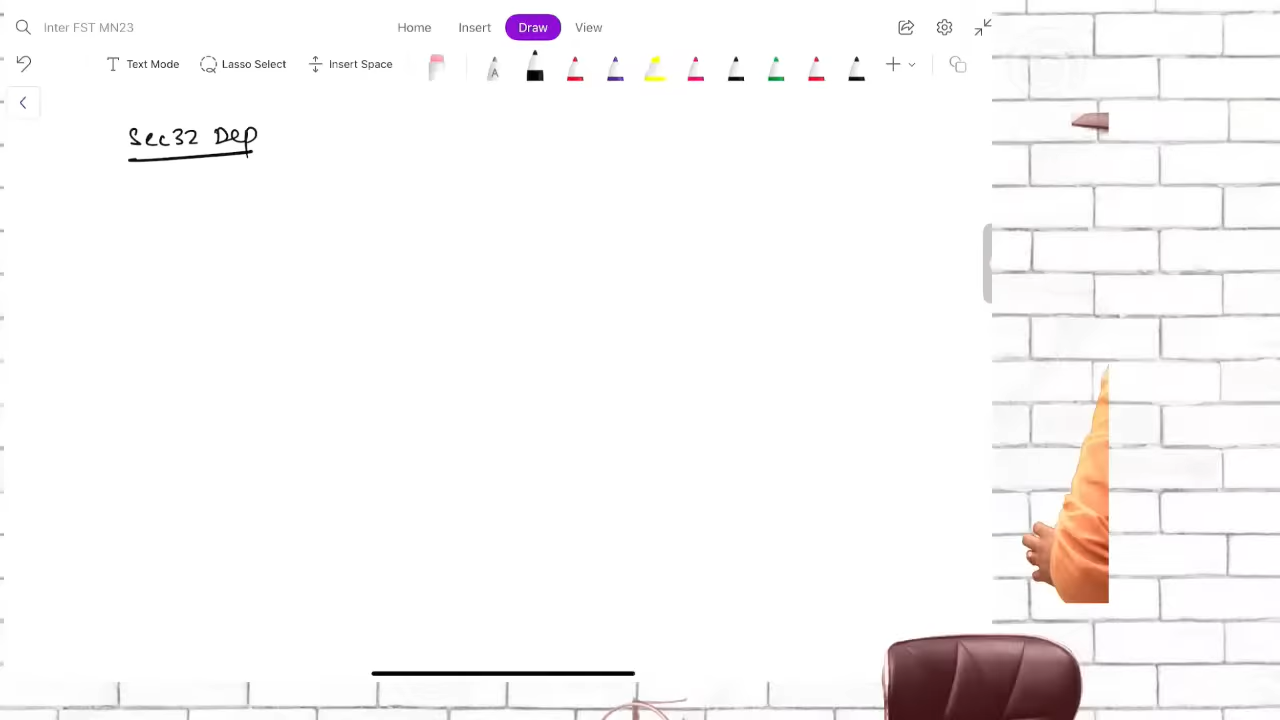 Inter FST MN23
Home
Insert
Draw
View
Text Mode
Lasso Select
Insert Space
A
Sec32 Dep